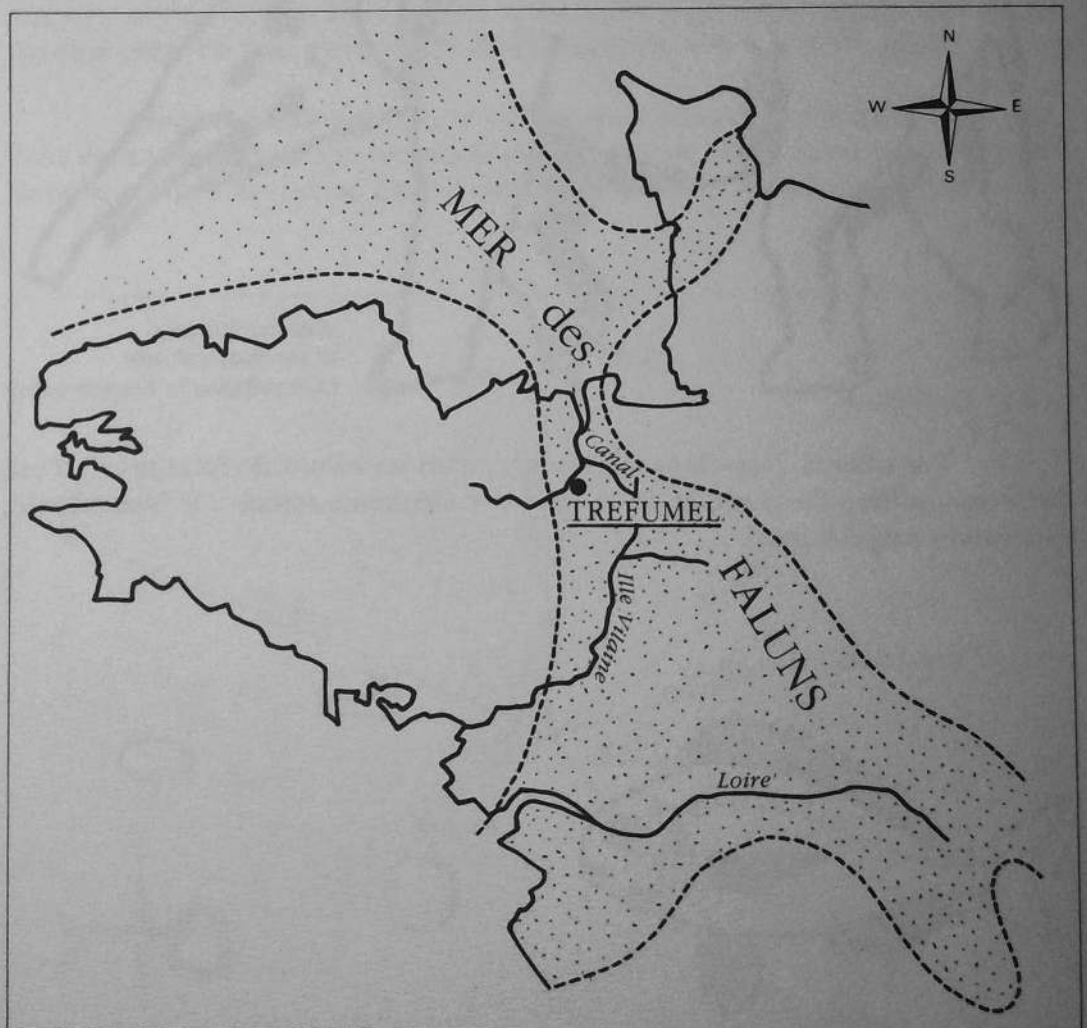 N
W E
S
MER
des
Canal
TREFUMEL
FALUNS
Ille Vilaine
Loire